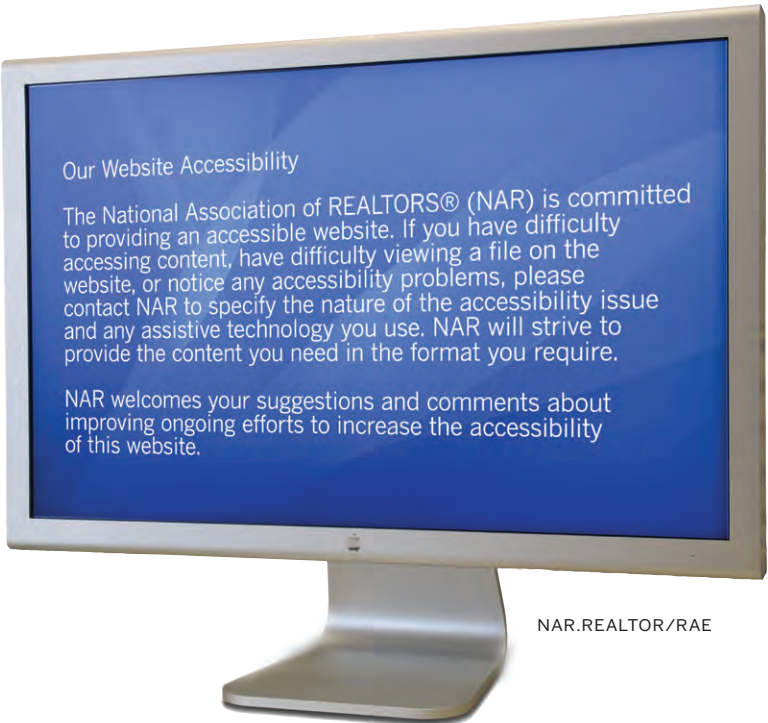 Our Website Accessibility
The National Association of REALTORS® (NAR) is committed
to providing an accessible website. If you have difficulty
accessing content, have difficulty viewing a file on the
website, or notice any accessibility problems, please
contact NAR to specify the nature of the accessibility issue
and any assistive technology you use. NAR will strive to
provide the content you need in the format you require.
NAR welcomes your suggestions and comments about
improving ongoing efforts to increase the accessibility
of this website.
NAR.REALTOR/RAE